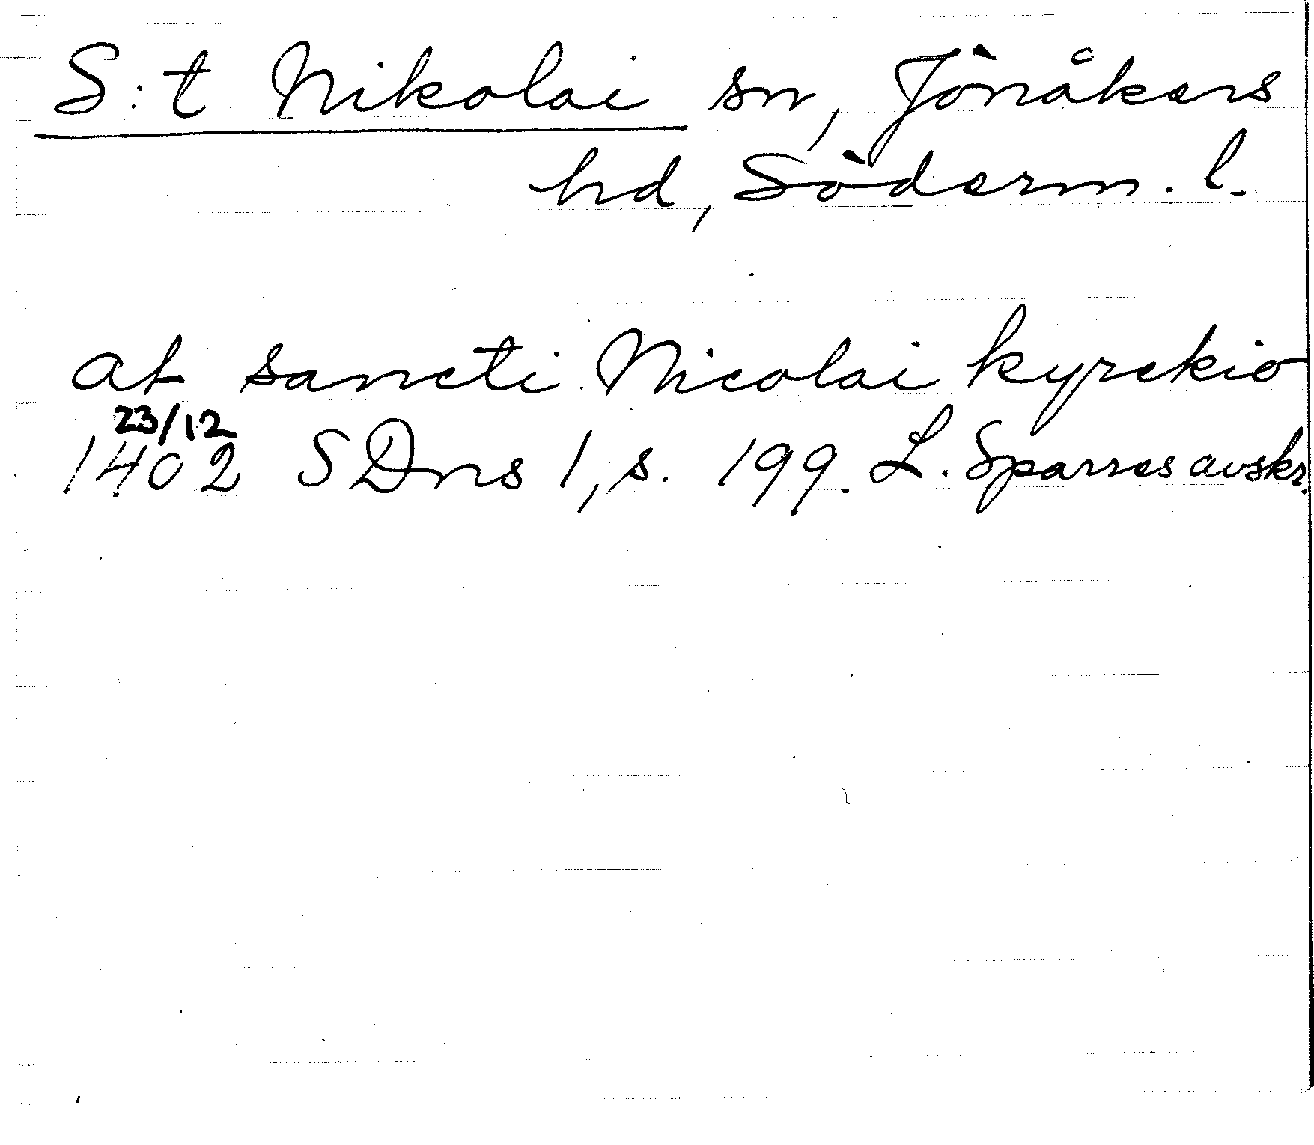 S:t Nikolai sn, Jönåkers
hd, Söderm. l.
at sancti Nicolai kyrekio
23/12
1402 SDns 1, s. 199. L. Sparres avskr.